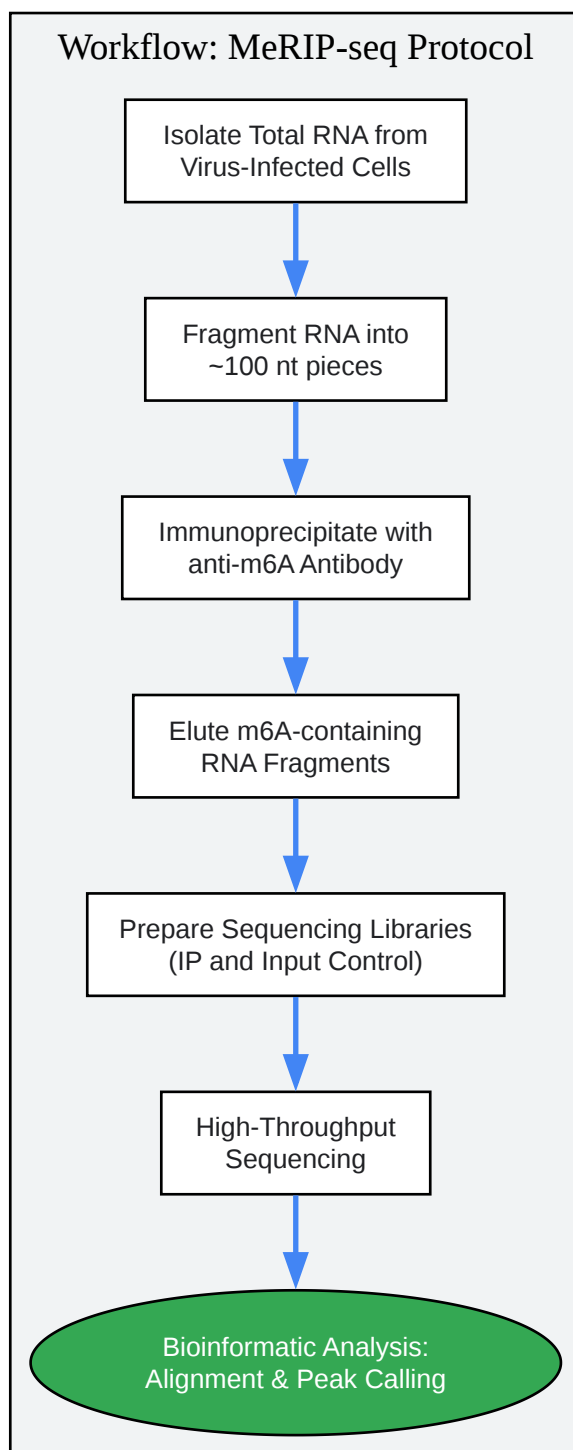 Workflow: MeRIP-seq Protocol
Isolate Total RNA from
Virus-Infected Cells
Fragment RNA into
~100 nt pieces
Immunoprecipitate with
anti-m6A Antibody
Elute m6A-containing
RNA Fragments
Prepare Sequencing Libraries
(IP and Input Control)
High-Throughput
Sequencing
Bioinformatic Analysis:
Alignment & Peak Calling